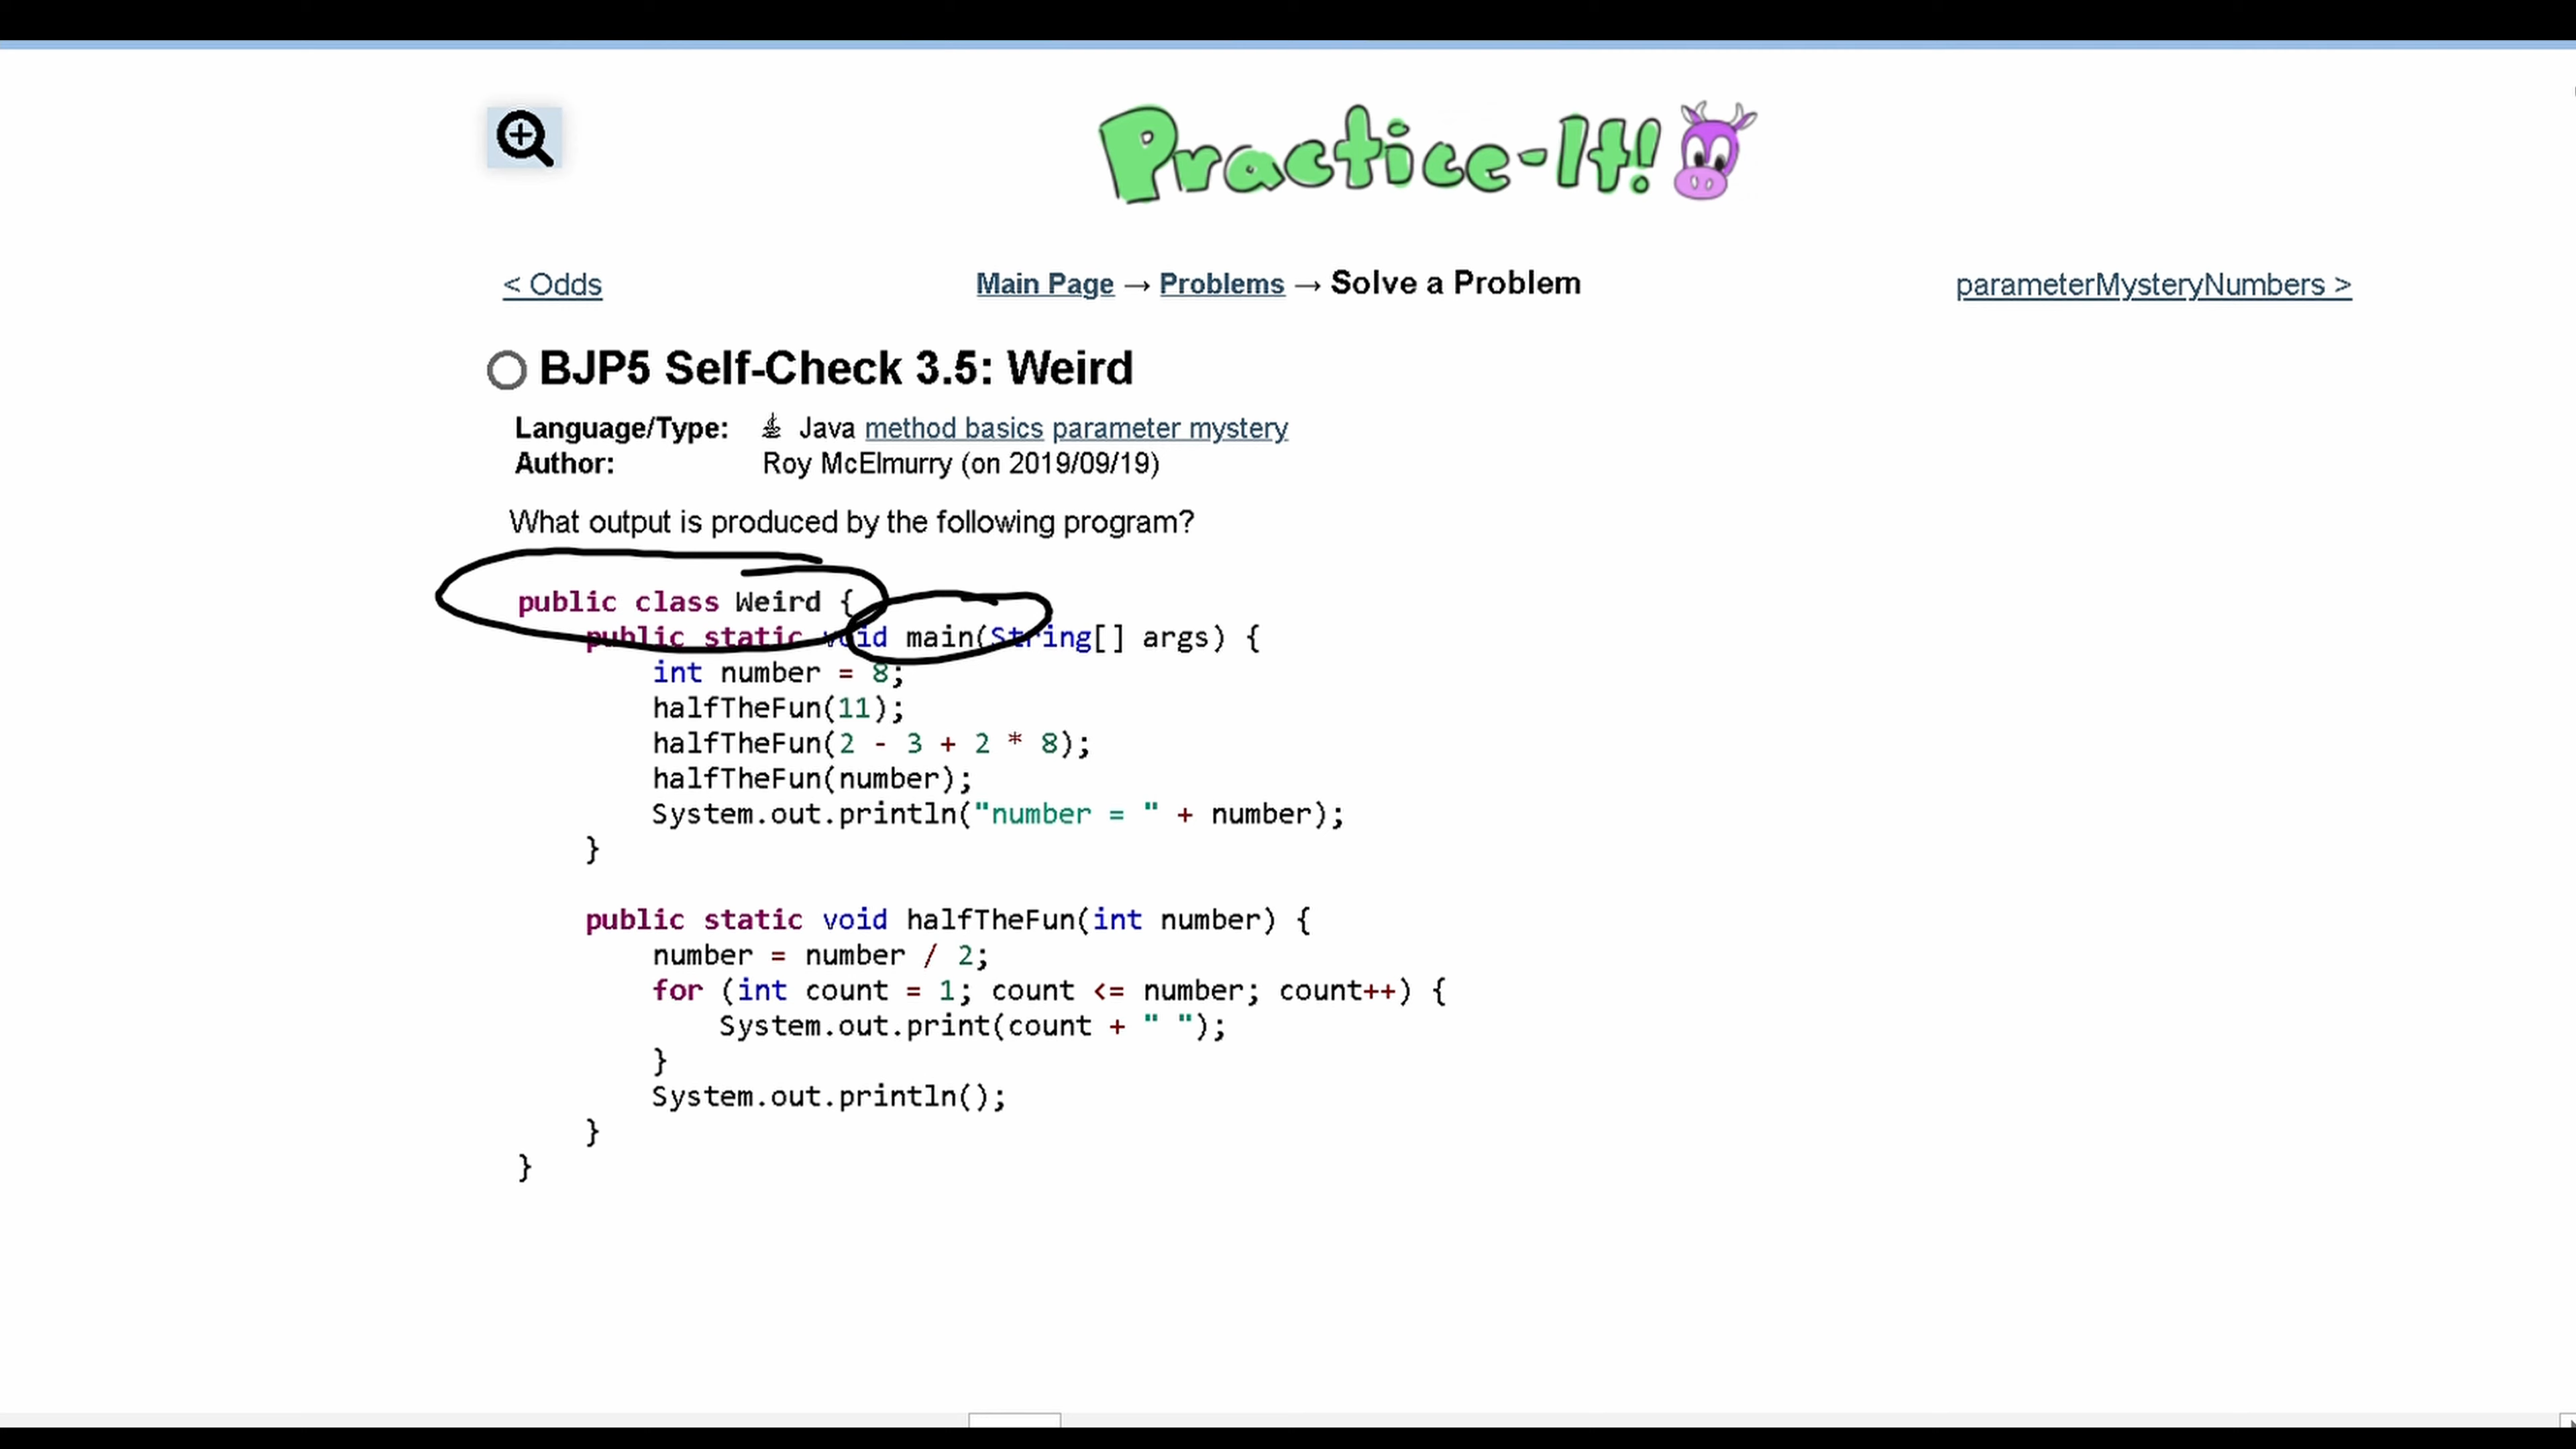 Practice-It!
< Odds
Main Page → Problems → Solve a Problem
parameterMysteryNumbers >
BJP5 Self-Check 3.5: Weird
Language/Type: Java method basics parameter mystery
Author: Roy McElmurry (on 2019/09/19)
What output is produced by the following program?
public class Weird {
    public static void main(String[] args) {
        int number = 8;
        halfTheFun(11);
        halfTheFun(2 - 3 + 2 * 8);
        halfTheFun(number);
        System.out.println("number = " + number);
    }
    public static void halfTheFun(int number) {
        number = number / 2;
        for (int count = 1; count <= number; count++) {
            System.out.print(count + " ");
        }
        System.out.println();
    }
}